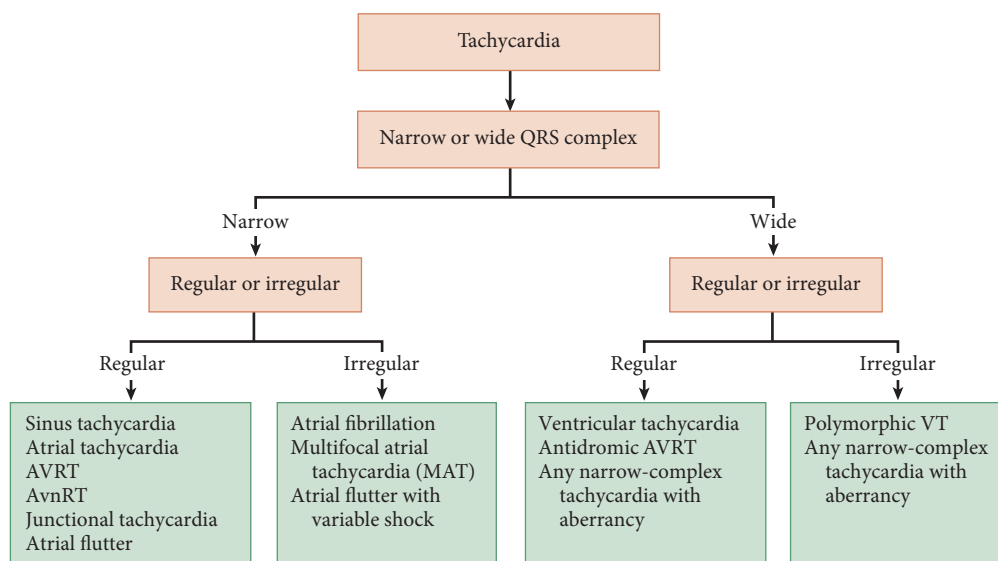 Tachycardia
Narrow or wide QRS complex
Narrow
Wide
Regular or irregular
Regular or irregular
Regular
Irregular
Regular
Irregular
Sinus tachycardia
Atrial tachycardia
AVRT
AvnRT
Junctional tachycardia
Atrial flutter
Atrial fibrillation
Multifocal atrial
tachycardia (MAT)
Atrial flutter with
variable shock
Ventricular tachycardia
Antidromic AVRT
Any narrow-complex
tachycardia with
aberrancy
Polymorphic VT
Any narrow-complex
tachycardia with
aberrancy